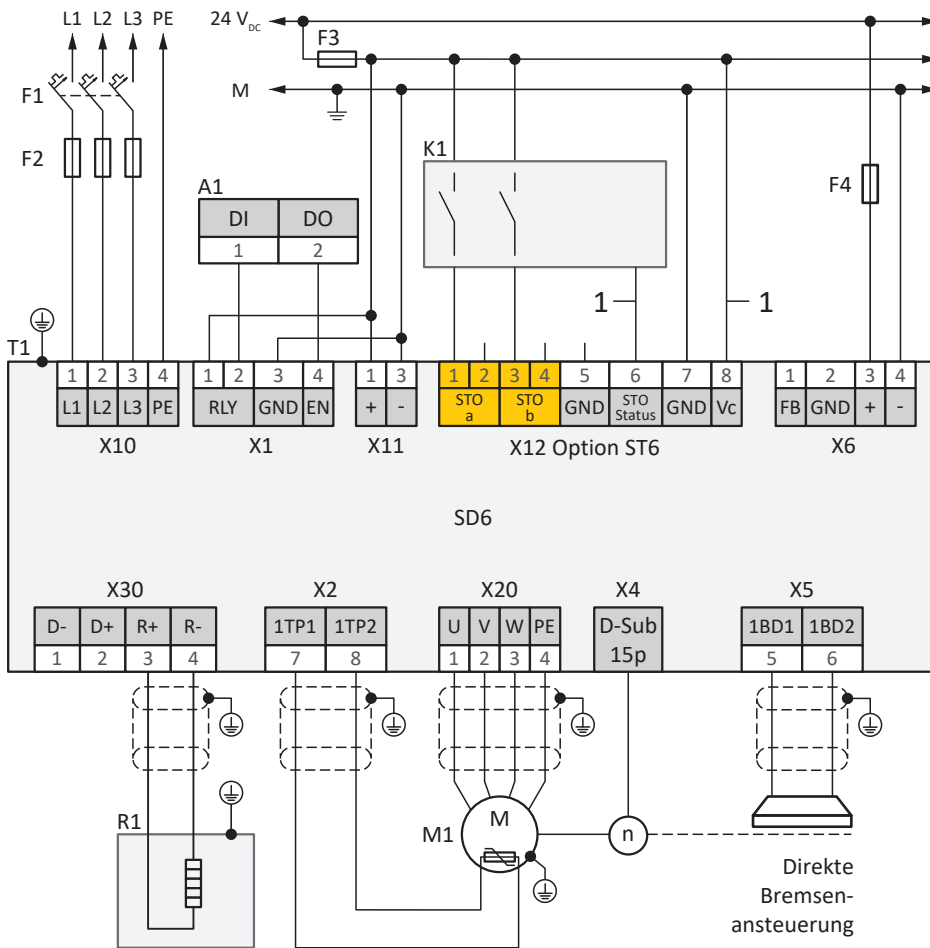 L1 L2 L3 PE
24 V DC
F3
F1
M
F2
K1
A1
F4
DI DO
1 2
1 1
T1
1 2 3 4
L1 L2 L3 PE
X10
1 2 3 4
RLY GND EN
X1
1 3
+ -
X11
1 2 3 4 5 6 7 8
STO a STO b GND STO Status GND Vc
X12 Option ST6
1 2 3 4
FB GND + -
X6
SD6
X30
D- D+ R+ R-
1 2 3 4
X2
1TP1 1TP2
7 8
X20
U V W PE
1 2 3 4
X4
D-Sub
15p
X5
1BD1 1BD2
5 6
R1
M1
M
n
Direkte
Bremsen-
ansteuerung